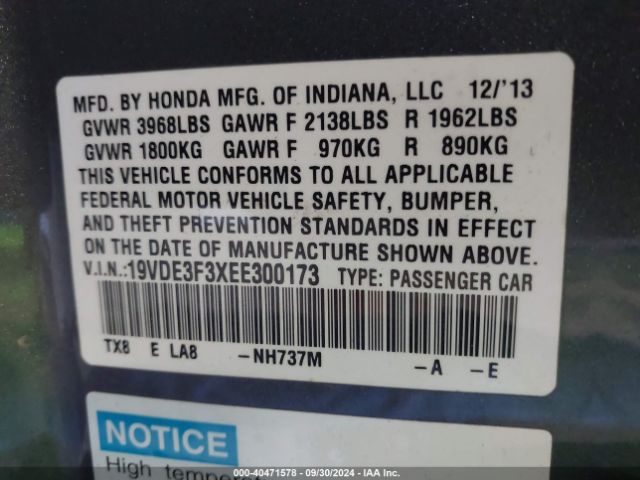 MFD. BY HONDA MFG. OF INDIANA, LLC 12/'13
GVWR 3968LBS GAWR F 2138LBS R 1962LBS
GVWR 1800KG GAWR F 970KG R 890KG
THIS VEHICLE CONFORMS TO ALL APPLICABLE
FEDERAL MOTOR VEHICLE SAFETY, BUMPER,
AND THEFT PREVENTION STANDARDS IN EFFECT
ON THE DATE OF MANUFACTURE SHOWN ABOVE.
V.I.N.:19VDE3F3XEE300173 TYPE: PASSENGER CAR
TX8 E LA8 -NH737M -A -E
NOTICE
High
000-40471578 - 09/30/2024 - IAA Inc.